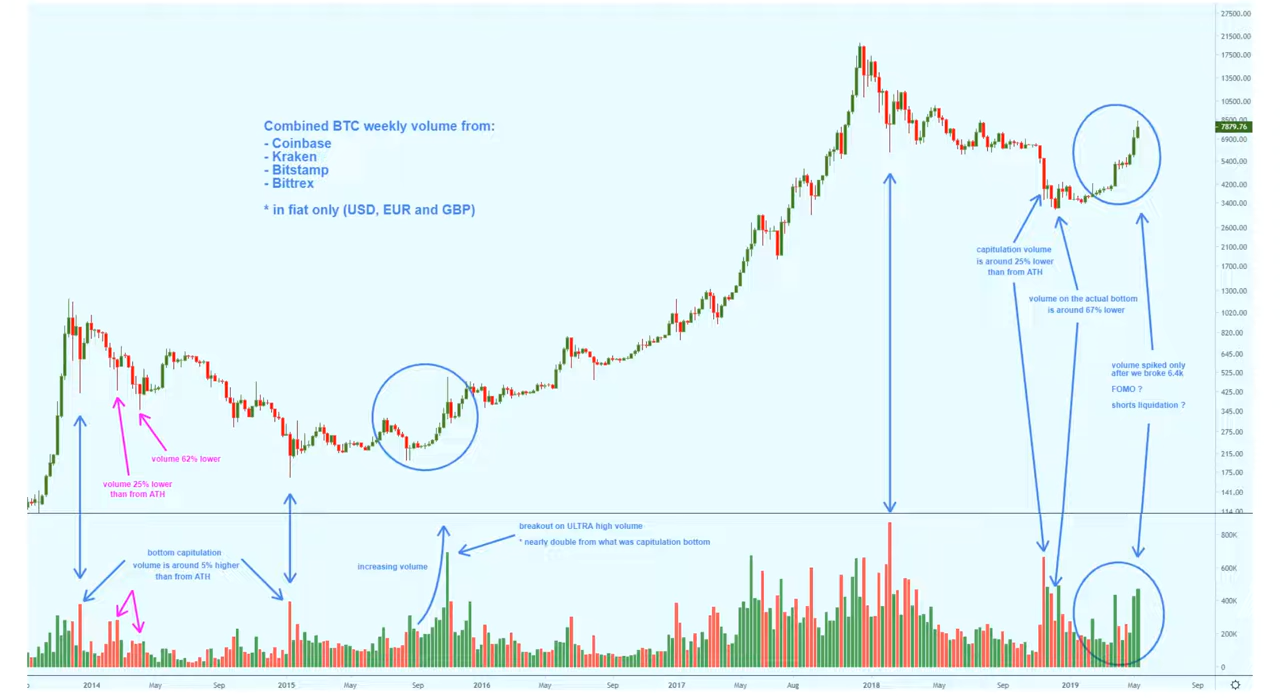 27500.00
21500.00
17500.00
13500.00
10500.00
8500.00
7879.76
6900.00
5400.00
4200.00
3400.00
2600.00
2100.00
1700.00
1300.00
1020.00
820.00
645.00
525.00
425.00
345.00
275.00
215.00
175.00
141.00
114.00
Combined BTC weekly volume from:
- Coinbase
- Kraken
- Bitstamp
- Bittrex
* in fiat only (USD, EUR and GBP)
capitulation volume
is around 25% lower
than from ATH
volume on the actual bottom
is around 67% lower
volume spiked only
after we broke 6.4k
FOMO ?
shorts liquidation ?
volume 62% lower
volume 25% lower
than from ATH
breakout on ULTRA high volume
* nearly double from what was capitulation bottom
increasing volume
bottom capitulation
volume is around 5% higher
than from ATH
800K
600K
400K
200K
0
2014
May
Sep
2015
May
Sep
2016
May
Sep
2017
May
Aug
2018
May
Sep
2019
May
Sep